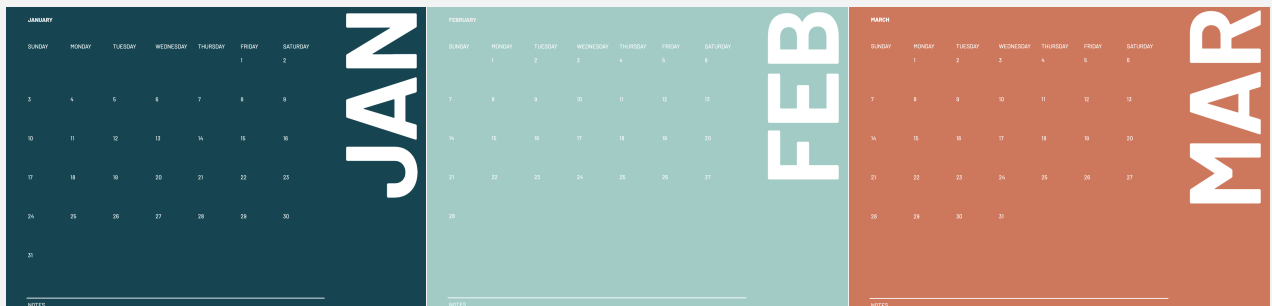 JANUARY
SUNDAY MONDAY TUESDAY WEDNESDAY THURSDAY FRIDAY SATURDAY
1 2
3 4 5 6 7 8 9
10 11 12 13 14 15 16
17 18 19 20 21 22 23
24 25 26 27 28 29 30
31
NOTES
JAN
FEBRUARY
SUNDAY MONDAY TUESDAY WEDNESDAY THURSDAY FRIDAY SATURDAY
1 2 3 4 5 6
7 8 9 10 11 12 13
14 15 16 17 18 19 20
21 22 23 24 25 26 27
28
NOTES
FEB
MARCH
SUNDAY MONDAY TUESDAY WEDNESDAY THURSDAY FRIDAY SATURDAY
1 2 3 4 5 6
7 8 9 10 11 12 13
14 15 16 17 18 19 20
21 22 23 24 25 26 27
28 29 30 31
NOTES
MAR